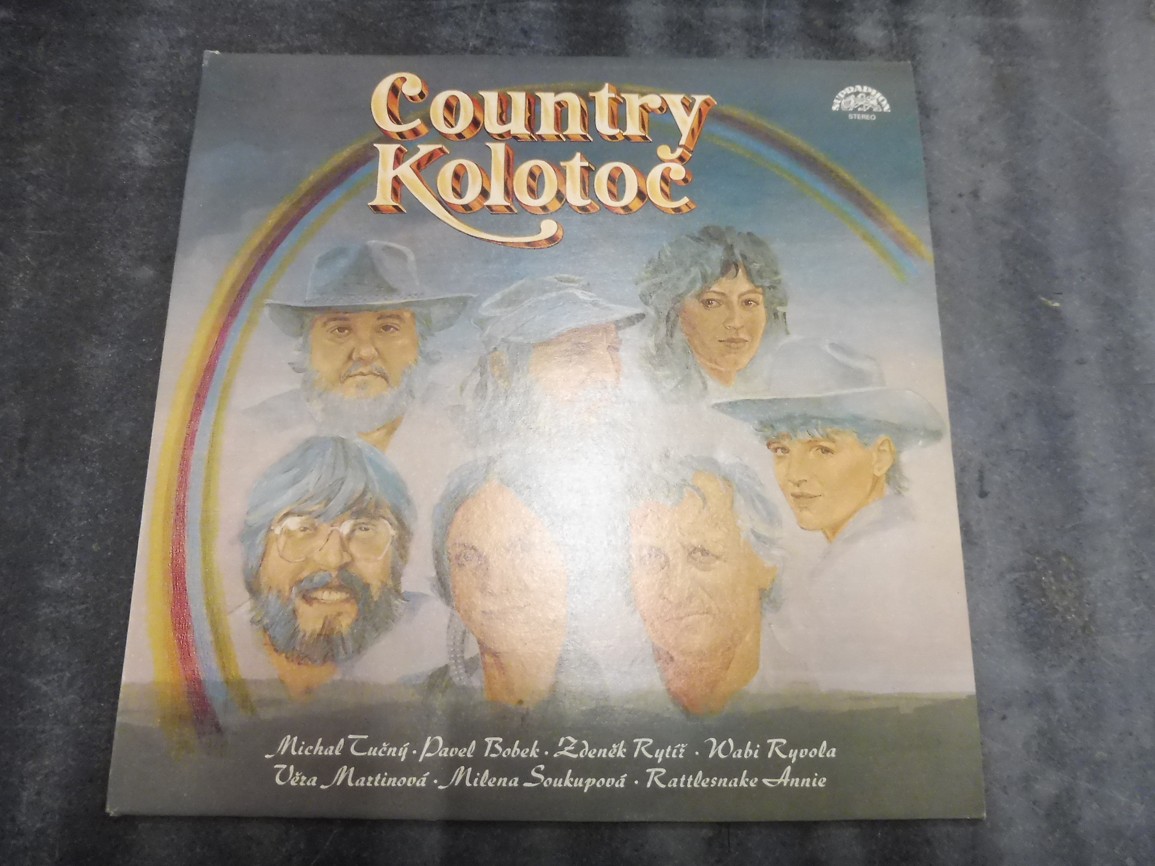 Country
Kolotoč
SUPRAPHON
STEREO
Michal Tučný · Pavel Bobek · Zdeněk Rytíř · Wabi Ryvola
Věra Martinová · Milena Soukupová · Rattlesnake Annie